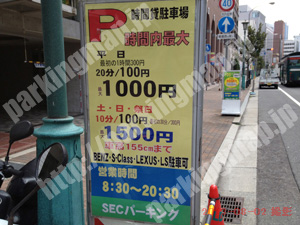 P 時間貸駐車場
時間内最大
平日
最初の1時間300円
20分/100円
1000円
土・日・祝日
10分/100円
1500円
車高155cmまで
BENZ・S-Class・LEXUS・LS駐車可
営業時間
8:30~20:30
SECパーキング
40